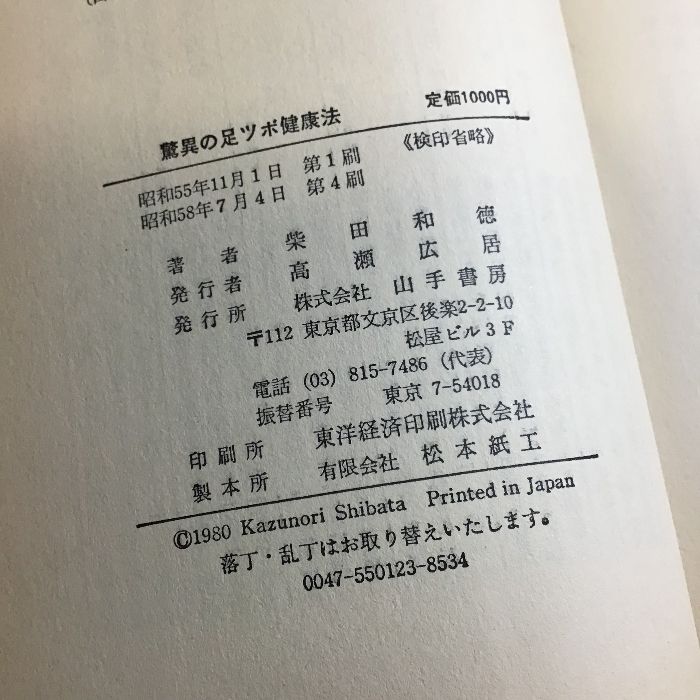 驚異の足ツボ健康法 定価1000円
昭和55年11月1日 第1刷 《検印省略》
昭和58年7月4日 第4刷
著者 柴田和徳
発行者 高瀬広居
発行所 株式会社 山手書房
〒112 東京都文京区後楽2-2-10
松屋ビル3F
電話 (03) 815-7486 (代表)
振替番号 東京 7-54018
印刷所 東洋経済印刷株式会社
製本所 有限会社 松本紙工
©1980 Kazunori Shibata Printed in Japan
落丁・乱丁はお取り替えいたします。
0047-550123-8534